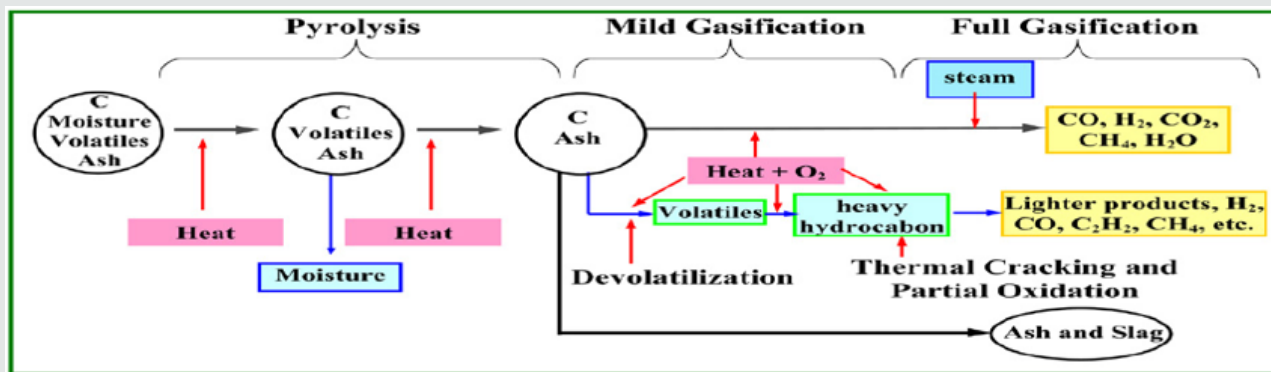 Pyrolysis
Mild Gasification
Full Gasification
steam
C
Moisture
Volatiles
Ash
C
Volatiles
Ash
C
Ash
CO, H₂, CO₂,
CH₄, H₂O
Heat + O₂
Heat
Heat
Volatiles
heavy
hydrocabon
Lighter products, H₂,
CO, C₂H₂, CH₄, etc.
Moisture
Devolatilization
Thermal Cracking and
Partial Oxidation
Ash and Slag